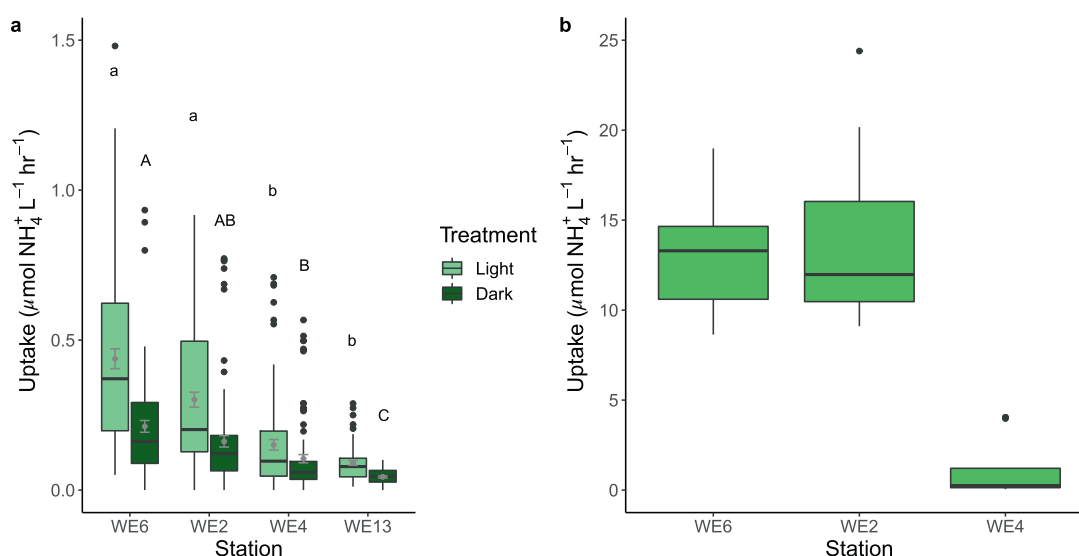 a
Uptake (μmol NH₄⁺ L⁻¹ hr⁻¹)
1.5
1.0
0.5
0.0
a
A
a
AB
b
B
b
C
WE6 WE2 WE4 WE13
Station
Treatment
Light
Dark
b
Uptake (μmol NH₄⁺ L⁻¹ hr⁻¹)
25
20
15
10
5
0
WE6 WE2 WE4
Station